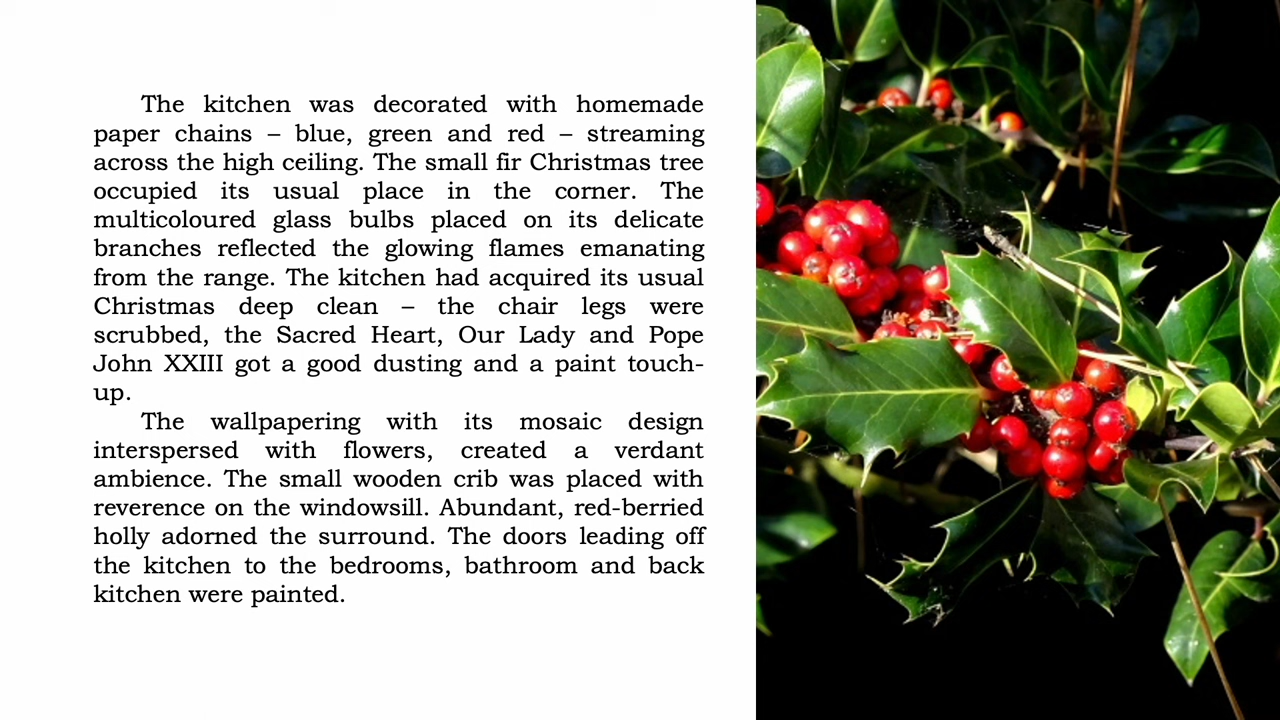 The kitchen was decorated with homemade
paper chains – blue, green and red – streaming
across the high ceiling. The small fir Christmas tree
occupied its usual place in the corner. The
multicoloured glass bulbs placed on its delicate
branches reflected the glowing flames emanating
from the range. The kitchen had acquired its usual
Christmas deep clean – the chair legs were
scrubbed, the Sacred Heart, Our Lady and Pope
John XXIII got a good dusting and a paint touch-
up.
The wallpapering with its mosaic design
interspersed with flowers, created a verdant
ambience. The small wooden crib was placed with
reverence on the windowsill. Abundant, red-berried
holly adorned the surround. The doors leading off
the kitchen to the bedrooms, bathroom and back
kitchen were painted.